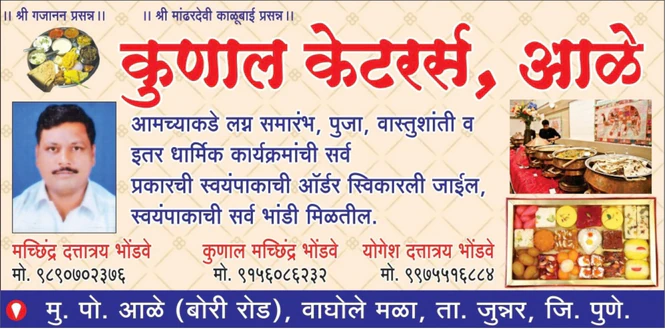 ।। श्री गजानन प्रसन्न।। ।। श्री मांढरदेवी काळूबाई प्रसन्न।।
कुणाल केटरर्स, आळे
आमच्याकडे लग्न समारंभ, पुजा, वास्तुशांती व
इतर धार्मिक कार्यक्रमांची सर्व
प्रकारची स्वयंपाकाची ऑर्डर स्विकारली जाईल,
स्वयंपाकाची सर्व भांडी मिळतील.
मच्छिंद्र दत्तात्रय भोंडवे कुणाल मच्छिंद्र भोंडवे योगेश दत्तात्रय भोंडवे
मो. ९८९०७०२३७६ मो. ९१५६०८६२३२ मो. ९९७५५१६८८४
मु. पो. आळे (बोरी रोड), वाघोले मळा, ता. जुन्नर, जि. पुणे.